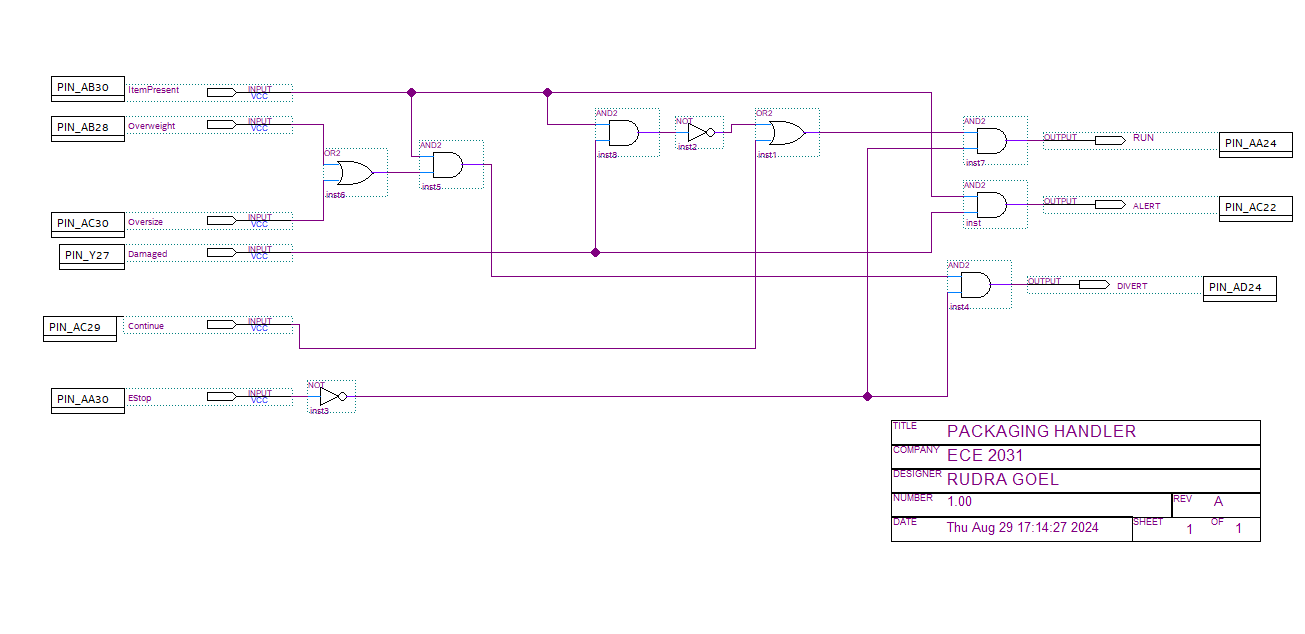 PIN_AB30 ItemPresent INPUT VCC
PIN_AB28 Overweight INPUT VCC
AND2 inst8
NOT inst2
OR2 inst1
AND2 inst7
OUTPUT RUN PIN_AA24
OR2 inst6
AND2 inst5
AND2 inst
OUTPUT ALERT PIN_AC22
PIN_AC30 Oversize INPUT VCC
PIN_Y27 Damaged INPUT VCC
AND2 inst4
OUTPUT DIVERT PIN_AD24
PIN_AC29 Continue INPUT VCC
PIN_AA30 EStop INPUT VCC
NOT inst3
TITLE PACKAGING HANDLER
COMPANY ECE 2031
DESIGNER RUDRA GOEL
NUMBER 1.00 REV A
DATE Thu Aug 29 17:14:27 2024 SHEET 1 OF 1